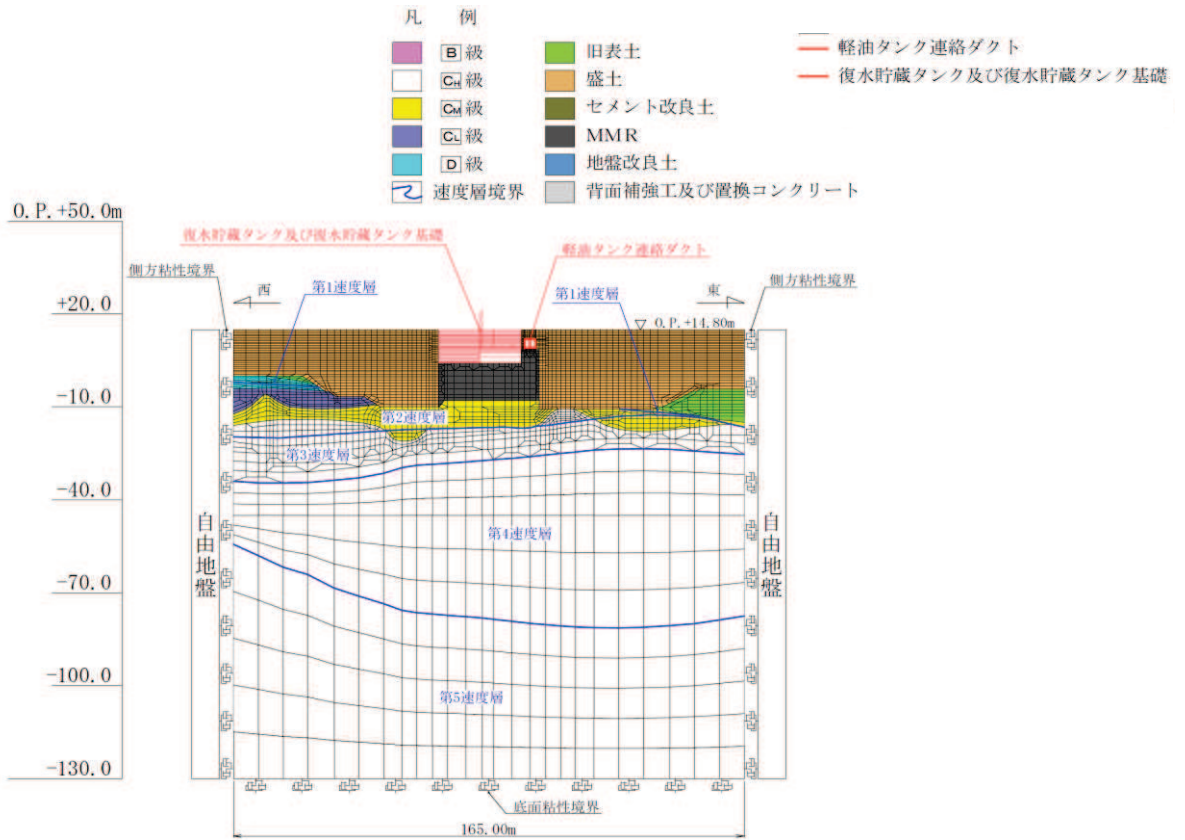 凡 例
B 級
CH 級
CM 級
CL 級
D 級
速度層境界
旧表土
盛土
セメント改良土
MMR
地盤改良土
背面補強工及び置換コンクリート
軽油タンク連絡ダクト
復水貯蔵タンク及び復水貯蔵タンク基礎
O.P.+50.0m
+20.0
-10.0
-40.0
-70.0
-100.0
-130.0
復水貯蔵タンク及び復水貯蔵タンク基礎
軽油タンク連絡ダクト
側方粘性境界
側方粘性境界
西
第1速度層
第1速度層
東
O.P.+14.80m
第2速度層
第3速度層
第4速度層
第5速度層
自由地盤
自由地盤
底面粘性境界
165.00m